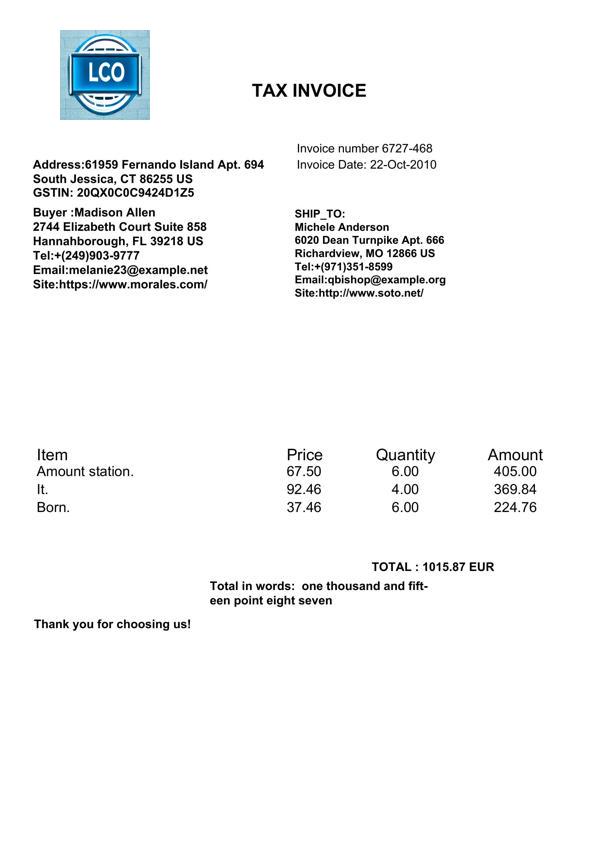 LCO
TAX INVOICE
Invoice number 6727-468
Invoice Date: 22-Oct-2010
Address:61959 Fernando Island Apt. 694
South Jessica, CT 86255 US
GSTIN: 20QX0C0C9424D1Z5
Buyer :Madison Allen
2744 Elizabeth Court Suite 858
Hannahborough, FL 39218 US
Tel:+(249)903-9777
Email:melanie23@example.net
Site:https://www.morales.com/
SHIP_TO:
Michele Anderson
6020 Dean Turnpike Apt. 666
Richardview, MO 12866 US
Tel:+(971)351-8599
Email:qbishop@example.org
Site:http://www.soto.net/
Item Price Quantity Amount
Amount station. 67.50 6.00 405.00
It. 92.46 4.00 369.84
Born. 37.46 6.00 224.76
TOTAL : 1015.87 EUR
Total in words: one thousand and fift-
een point eight seven
Thank you for choosing us!